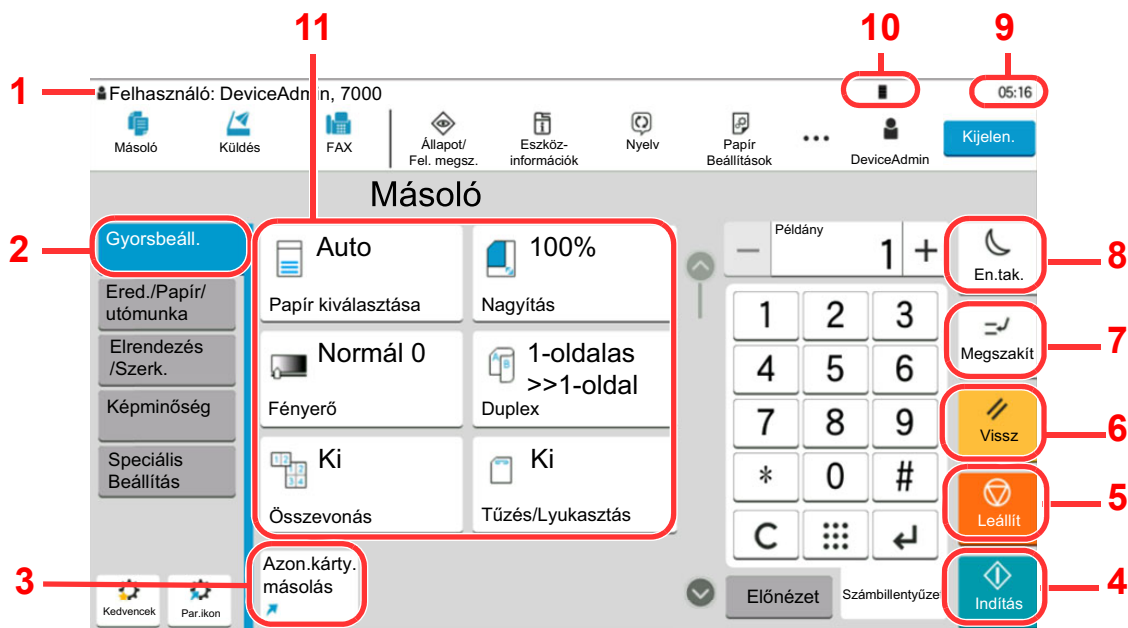 11
10
9
1
Felhasználó: DeviceAdmin, 7000
05:16
Másoló
Küldés
FAX
Állapot/
Fel. megsz.
Eszköz-
információk
Nyelv
Papír
Beállítások
DeviceAdmin
Kijelen.
Másoló
2
Gyorsbeáll.
Ered./Papír/
utómunka
Elrendezés
/Szerk.
Képminőség
Speciális
Beállítás
Kedvencek
Par.ikon
Auto
Papír kiválasztása
100%
Nagyítás
Normál 0
Fényerő
1-oldalas
>>1-oldal
Duplex
Ki
Összevonás
Ki
Tűzés/Lyukasztás
3
Azon.kárty.
másolás
Példány
− 1 +
1 2 3
4 5 6
7 8 9
* 0 #
C
Előnézet
Számbillentyűzet
En.tak.
8
Megszakít
7
Vissz
6
Leállít
5
Indítás
4